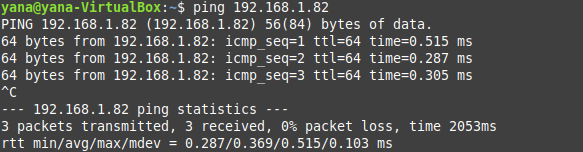 yana@yana-VirtualBox:~$ ping 192.168.1.82
PING 192.168.1.82 (192.168.1.82) 56(84) bytes of data.
64 bytes from 192.168.1.82: icmp_seq=1 ttl=64 time=0.515 ms
64 bytes from 192.168.1.82: icmp_seq=2 ttl=64 time=0.287 ms
64 bytes from 192.168.1.82: icmp_seq=3 ttl=64 time=0.305 ms
^C
--- 192.168.1.82 ping statistics ---
3 packets transmitted, 3 received, 0% packet loss, time 2053ms
rtt min/avg/max/mdev = 0.287/0.369/0.515/0.103 ms